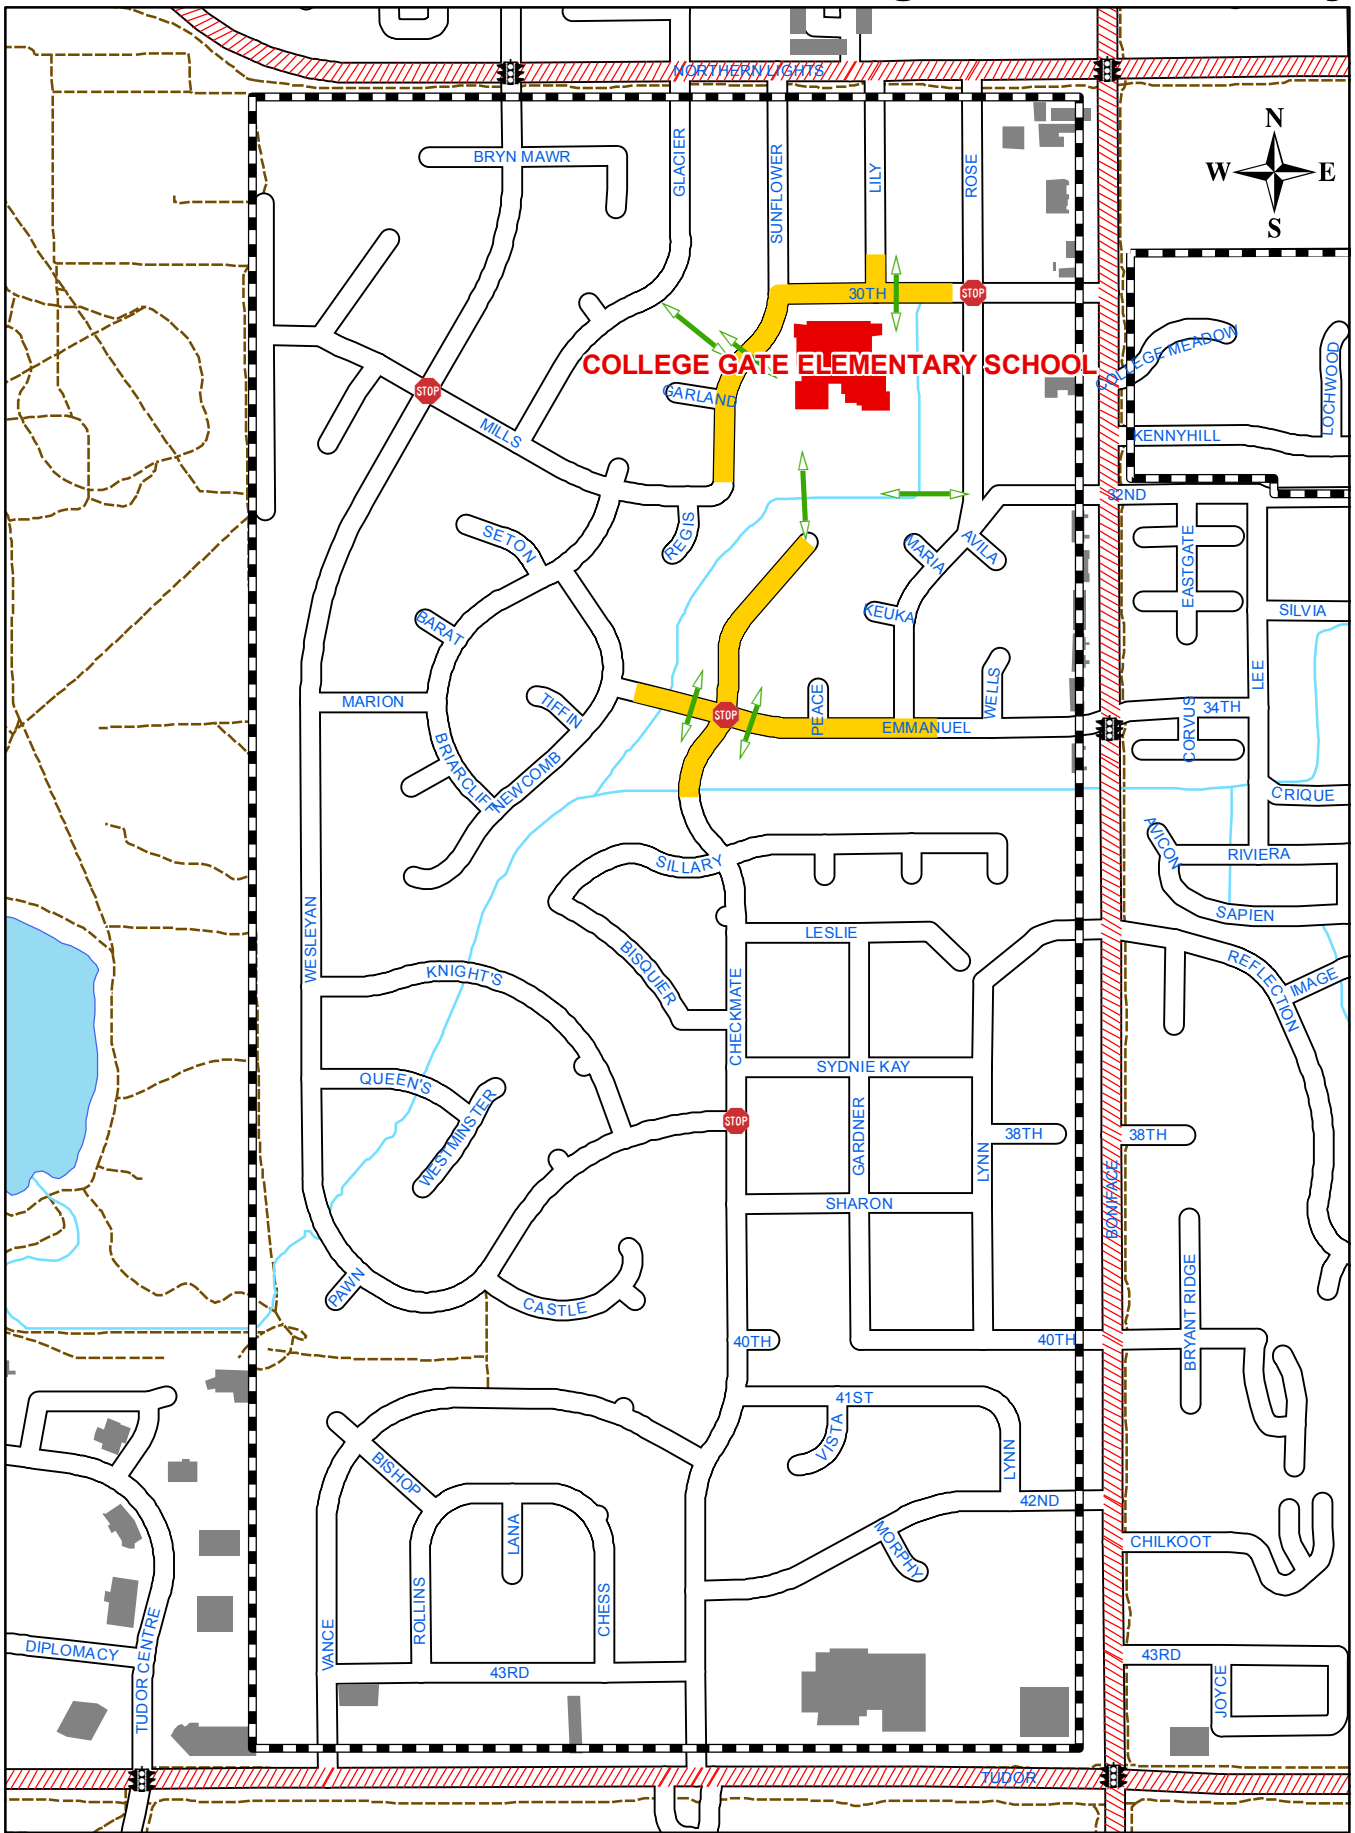 NORTHERN LIGHTS
N
W E
S
BRYN MAWR
GLACIER
SUNFLOWER
LILY
ROSE
30TH
STOP
COLLEGE MEADOW
LOCHWOOD
COLLEGE GATE ELEMENTARY SCHOOL
STOP
GARLAND
MILLS
KENNYHILL
32ND
SETON
REGIS
MARIA
AVILA
EASTGATE
BARAT
KEUKA
SILVIA
MARION
TIFFIN
STOP
PEACE
WELLS
LEE
34TH
CORVUS
EMMANUEL
BRIARCLIFT
NEWCOMB
CRIQUE
AVICON
RIVIERA
SILLARY
SAPIEN
WESLEYAN
LESLIE
BISQUIER
KNIGHT'S
REFLECTION
IMAGE
CHECKMATE
SYDNIE KAY
QUEEN'S
WESTMINSTER
STOP
GARDNER
LYNN
38TH
38TH
BONIFACE
SHARON
PAWN
CASTLE
BRYANT RIDGE
40TH
40TH
41ST
VISTA
LYNN
BISHOP
42ND
LANA
MORPHY
CHILKOOT
ROLLINS
CHESS
VANCE
43RD
43RD
DIPLOMACY
TUDOR CENTRE
JOYCE
TUDOR